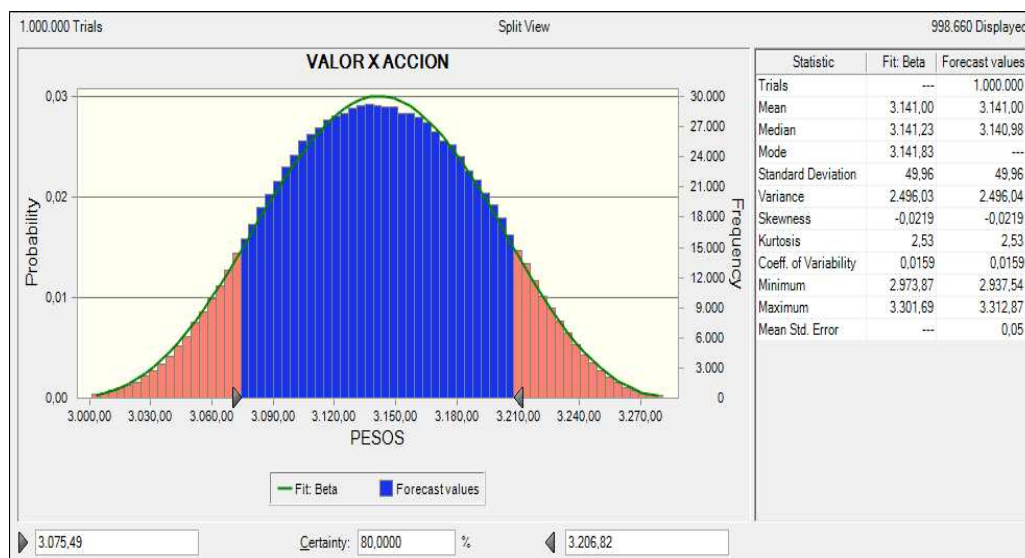 1.000.000 Trials Split View 998.660 Displayed
VALOR X ACCION
0,03
0,02
0,01
0,00
Probability
30.000
27.000
24.000
21.000
18.000
15.000
12.000
9.000
6.000
3.000
0
Frequency
3.000,00 3.030,00 3.060,00 3.090,00 3.120,00 3.150,00 3.180,00 3.210,00 3.240,00 3.270,00
PESOS
Fit: Beta Forecast values
Statistic Fit: Beta Forecast values
Trials --- 1.000.000
Mean 3.141,00 3.141,00
Median 3.141,23 3.140,98
Mode 3.141,83 ---
Standard Deviation 49,96 49,96
Variance 2.496,03 2.496,04
Skewness -0,0219 -0,0219
Kurtosis 2,53 2,53
Coeff. of Variability 0,0159 0,0159
Minimum 2.973,87 2.937,54
Maximum 3.301,69 3.312,87
Mean Std. Error --- 0,05
3.075,49 Certainty: 80,0000 % 3.206,82